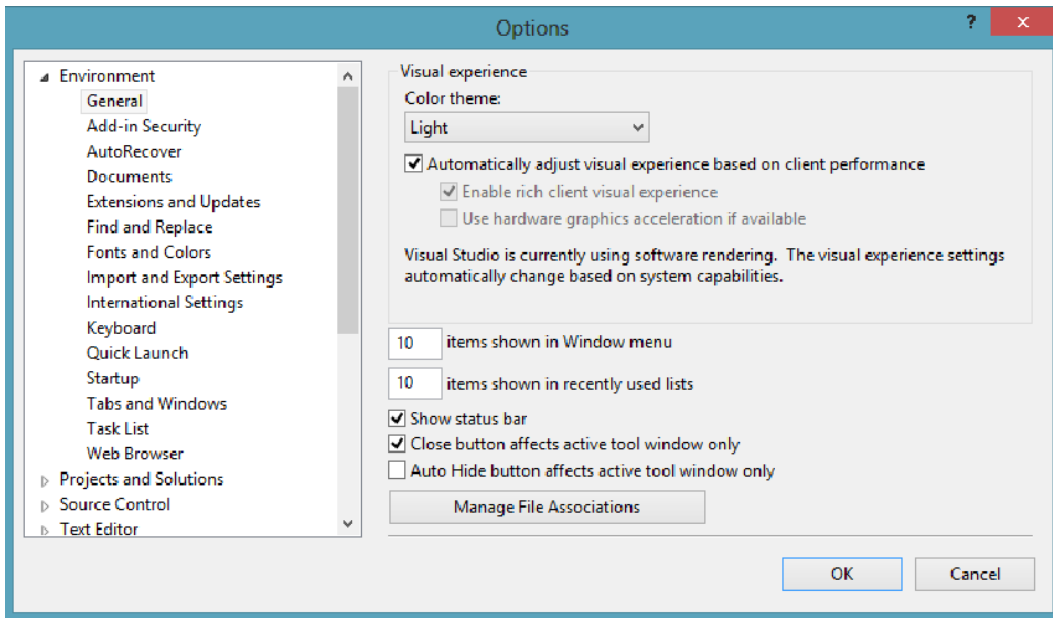 Options
?
x
Environment
General
Add-in Security
AutoRecover
Documents
Extensions and Updates
Find and Replace
Fonts and Colors
Import and Export Settings
International Settings
Keyboard
Quick Launch
Startup
Tabs and Windows
Task List
Web Browser
Projects and Solutions
Source Control
Text Editor
Visual experience
Color theme:
Light
Automatically adjust visual experience based on client performance
Enable rich client visual experience
Use hardware graphics acceleration if available
Visual Studio is currently using software rendering.  The visual experience settings
automatically change based on system capabilities.
10 items shown in Window menu
10 items shown in recently used lists
Show status bar
Close button affects active tool window only
Auto Hide button affects active tool window only
Manage File Associations
OK
Cancel